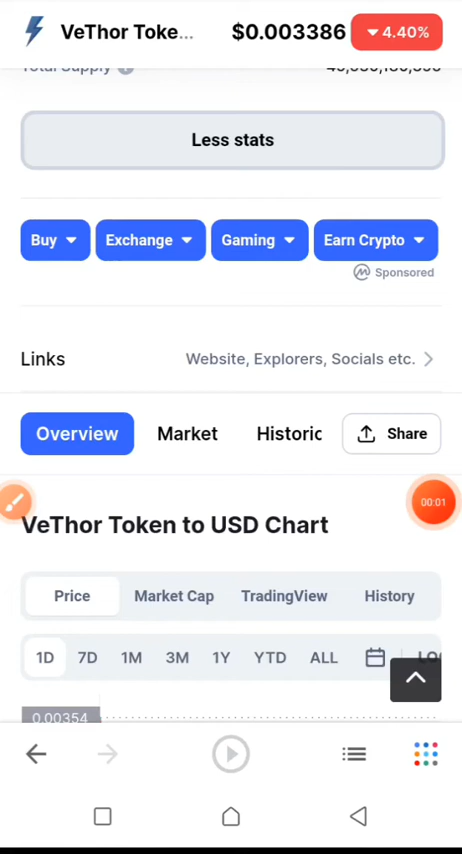 VeThor Toke... $0.003386 4.40%
Total Supply
Less stats
Buy Exchange Gaming Earn Crypto
Sponsored
Links Website, Explorers, Socials etc.
Overview Market Historic Share
00:01
VeThor Token to USD Chart
Price Market Cap TradingView History
1D 7D 1M 3M 1Y YTD ALL
0.00354